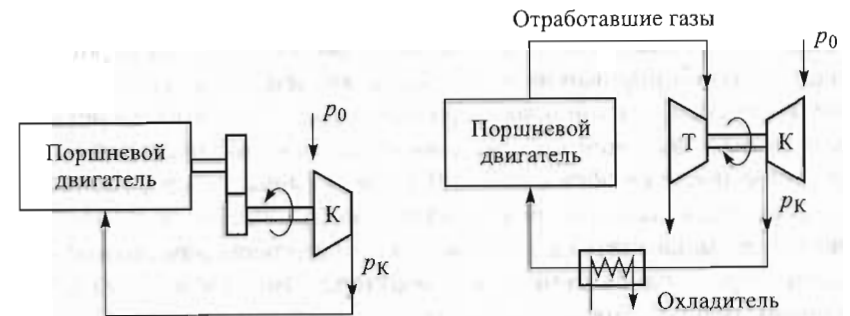 Отработавшие газы
p0
Поршневой
двигатель
p0
К
pК
Поршневой
двигатель
Т
К
pК
Охладитель